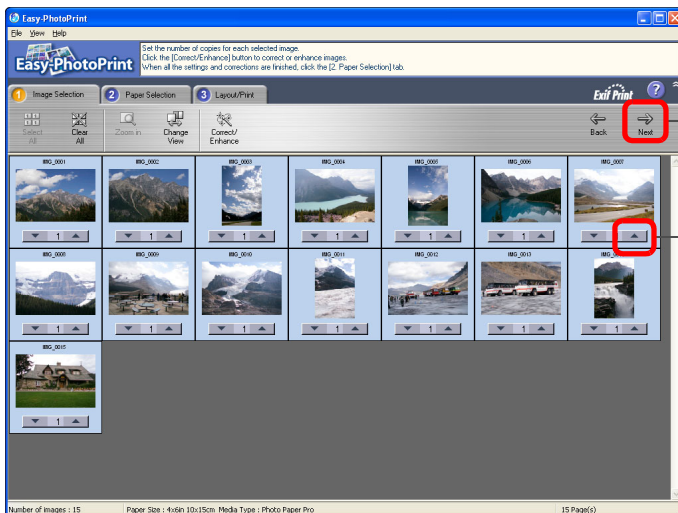 Easy-PhotoPrint
File View Help
Easy-PhotoPrint
Set the number of copies for each selected image.
Click the [Correct/Enhance] button to correct or enhance images.
When all the settings and corrections are finished, click the [2. Paper Selection] tab.
1 Image Selection 2 Paper Selection 3 Layout/Print Exif Print ?
Select All
Clear All
Zoom in
Change View
Correct/ Enhance
Back
Next
IMG_0001 IMG_0002 IMG_0003 IMG_0004 IMG_0005 IMG_0006 IMG_0007
1 1 1 1 1 1
IMG_0008 IMG_0009 IMG_0010 IMG_0011 IMG_0012 IMG_0013
1 1 1 1 1 1 1
IMG_0015
1
Number of images : 15 Paper Size : 4x6in 10x15cm Media Type : Photo Paper Pro 15 Page(s)